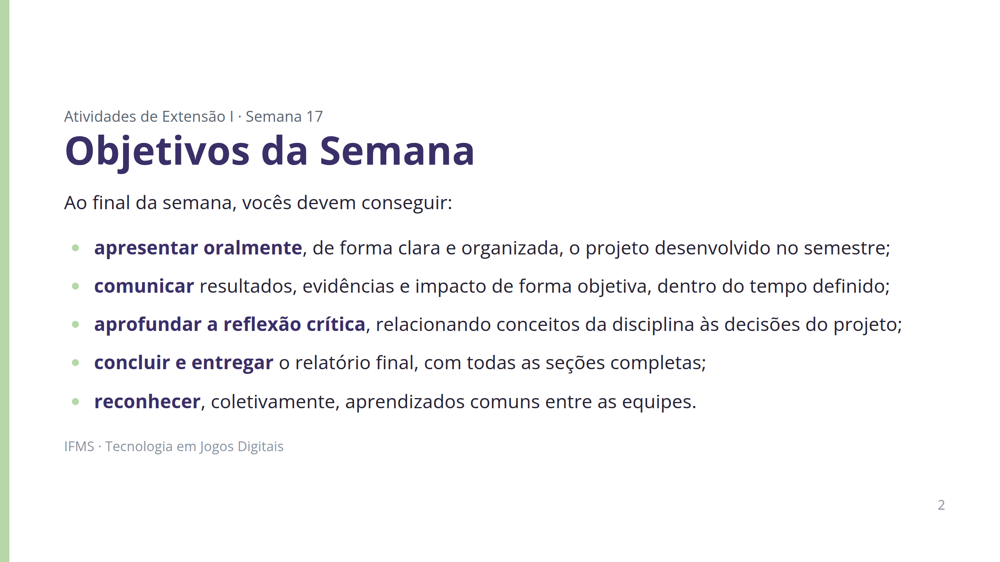 Atividades de Extensão I · Semana 17
Objetivos da Semana
Ao final da semana, vocês devem conseguir:
apresentar oralmente, de forma clara e organizada, o projeto desenvolvido no semestre;
comunicar resultados, evidências e impacto de forma objetiva, dentro do tempo definido;
aprofundar a reflexão crítica, relacionando conceitos da disciplina às decisões do projeto;
concluir e entregar o relatório final, com todas as seções completas;
reconhecer, coletivamente, aprendizados comuns entre as equipes.
IFMS · Tecnologia em Jogos Digitais
2